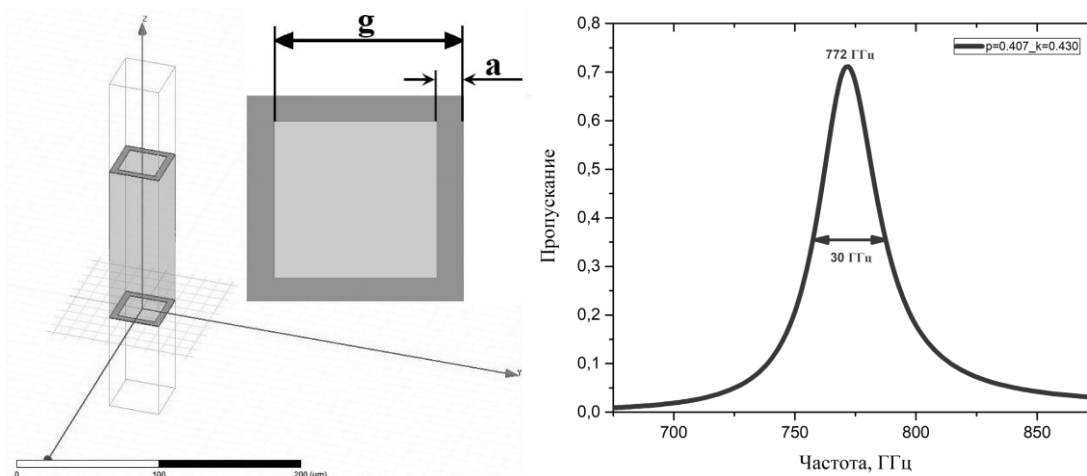 z
g
a
Y
0
100
200 (um)
0,8
0,7
0,6
0,5
0,4
0,3
0,2
0,1
0,0
Пропускание
772 ГГц
p=0.407_k=0.430
30 ГГц
700
750
800
850
Частота, ГГц